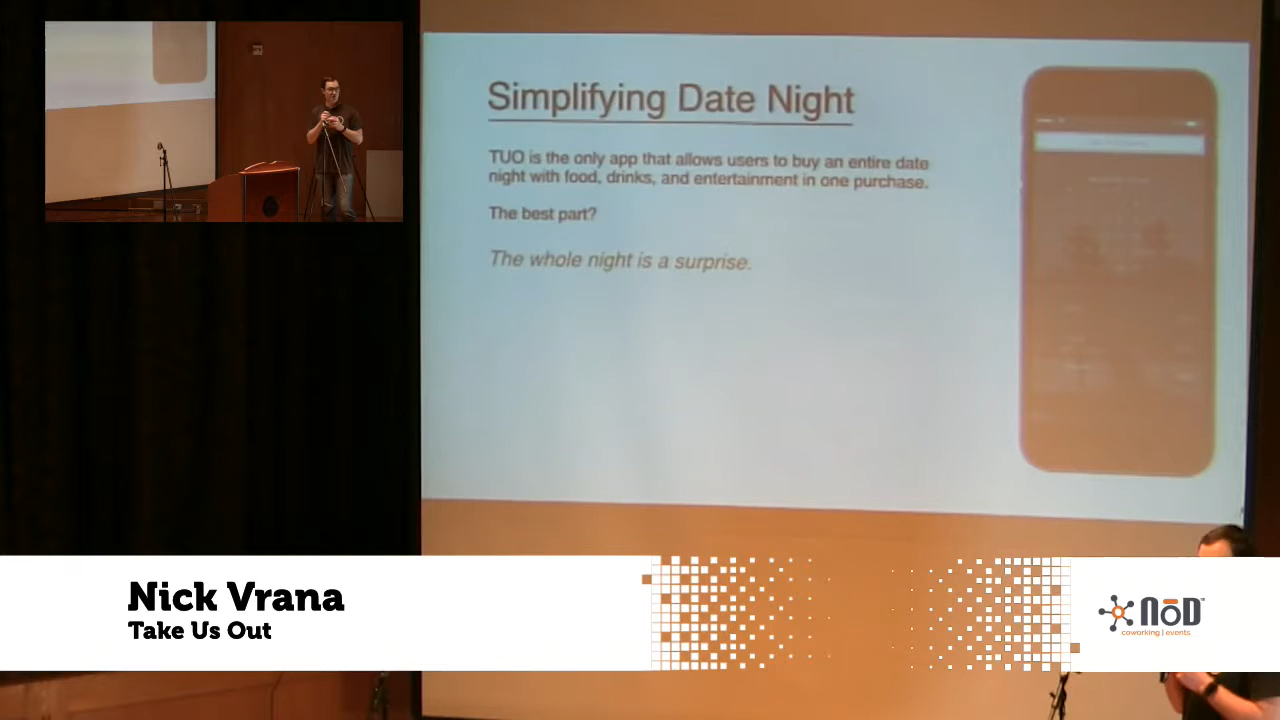 Simplifying Date Night
TUO is the only app that allows users to buy an entire date
night with food, drinks, and entertainment in one purchase.
The best part?
The whole night is a surprise.
Nick Vrana
Take Us Out
NōD
coworking | events